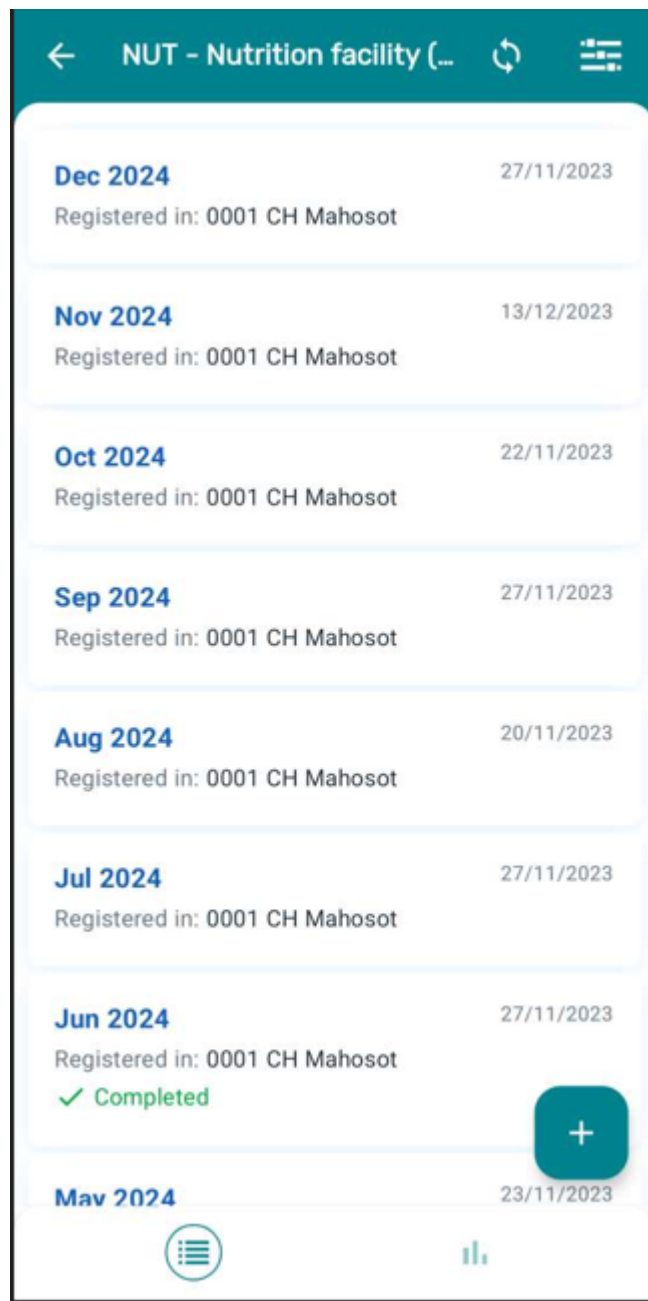 NUT - Nutrition facility (...
Dec 2024 27/11/2023
Registered in: 0001 CH Mahosot
Nov 2024 13/12/2023
Registered in: 0001 CH Mahosot
Oct 2024 22/11/2023
Registered in: 0001 CH Mahosot
Sep 2024 27/11/2023
Registered in: 0001 CH Mahosot
Aug 2024 20/11/2023
Registered in: 0001 CH Mahosot
Jul 2024 27/11/2023
Registered in: 0001 CH Mahosot
Jun 2024 27/11/2023
Registered in: 0001 CH Mahosot
Completed
May 2024 23/11/2023